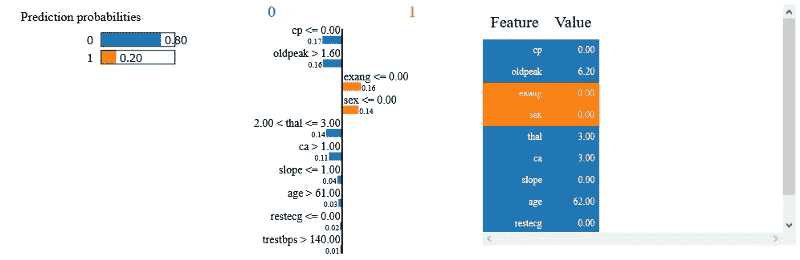 Prediction probabilities
0 0.80
1 0.20
0 1
cp <= 0.00
0.17
oldpeak > 1.60
0.16
exang <= 0.00
0.16
sex <= 0.00
0.14
2.00 < thal <= 3.00
0.14
ca > 1.00
0.11
slope <= 1.00
0.04
age > 61.00
0.03
restecg <= 0.00
0.02
trestbps > 140.00
0.01
Feature Value
cp 0.00
oldpeak 6.20
exang 0.00
sex 0.00
thal 3.00
ca 3.00
slope 0.00
age 62.00
restecg 0.00